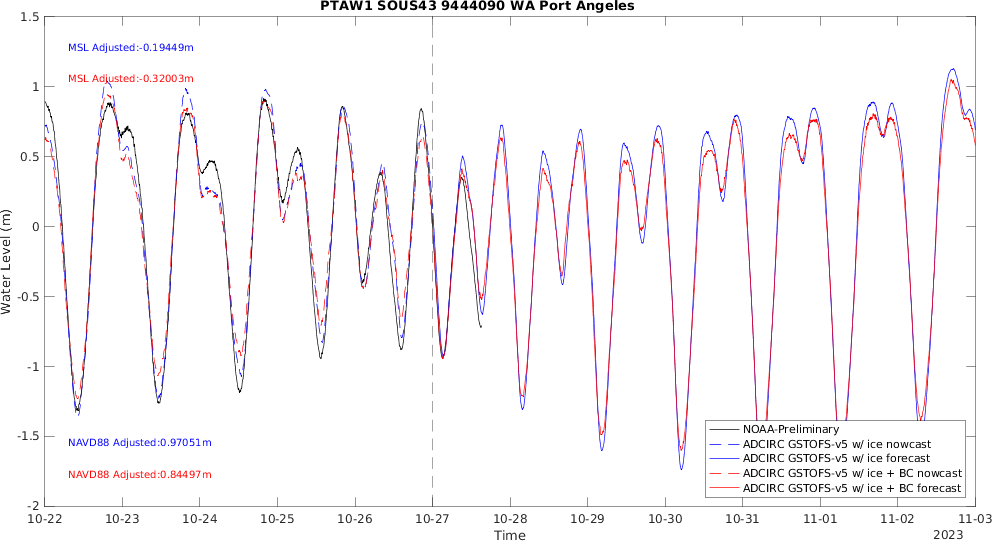 PTAW1 SOUS43 9444090 WA Port Angeles
1.5
1
0.5
0
-0.5
-1
-1.5
-2
Water Level (m)
MSL Adjusted:-0.19449m
MSL Adjusted:-0.32003m
NAVD88 Adjusted:0.97051m
NAVD88 Adjusted:0.84497m
NOAA-Preliminary
ADCIRC GSTOFS-v5 w/ ice nowcast
ADCIRC GSTOFS-v5 w/ ice forecast
ADCIRC GSTOFS-v5 w/ ice + BC nowcast
ADCIRC GSTOFS-v5 w/ ice + BC forecast
10-22 10-23 10-24 10-25 10-26 10-27 10-28 10-29 10-30 10-31 11-01 11-02 11-03
Time
2023